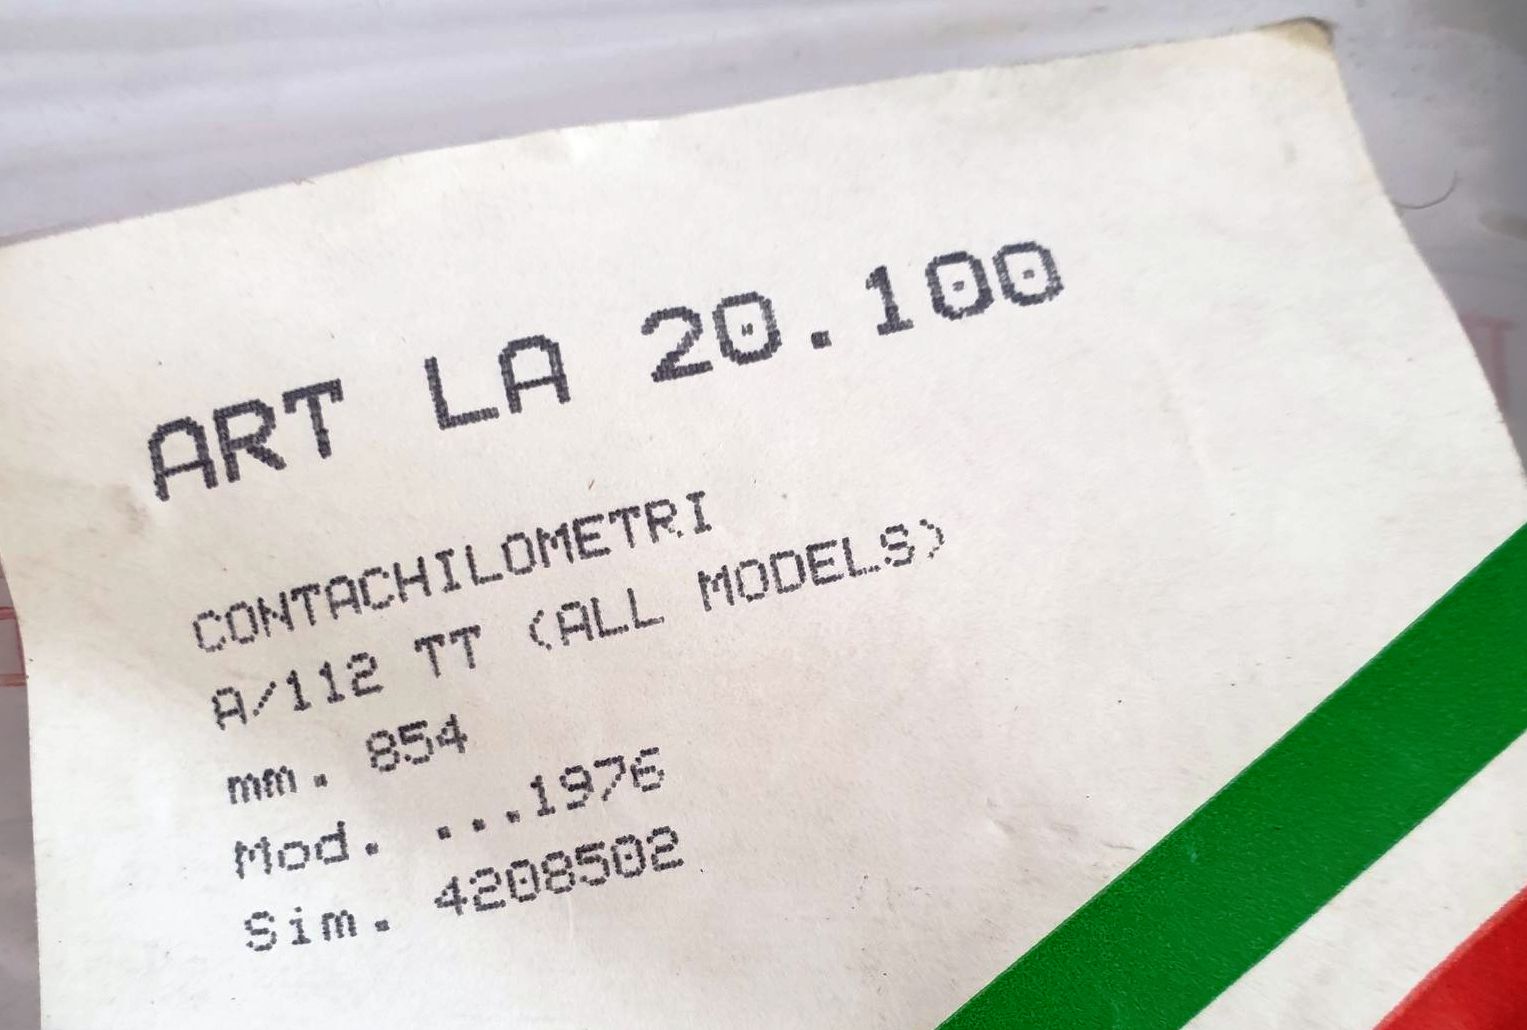 ART LA 20.100
CONTACHILOMETRI
A/112 TT (ALL MODELS)
mm. 854
Mod. ...1976
Sim. 4208502